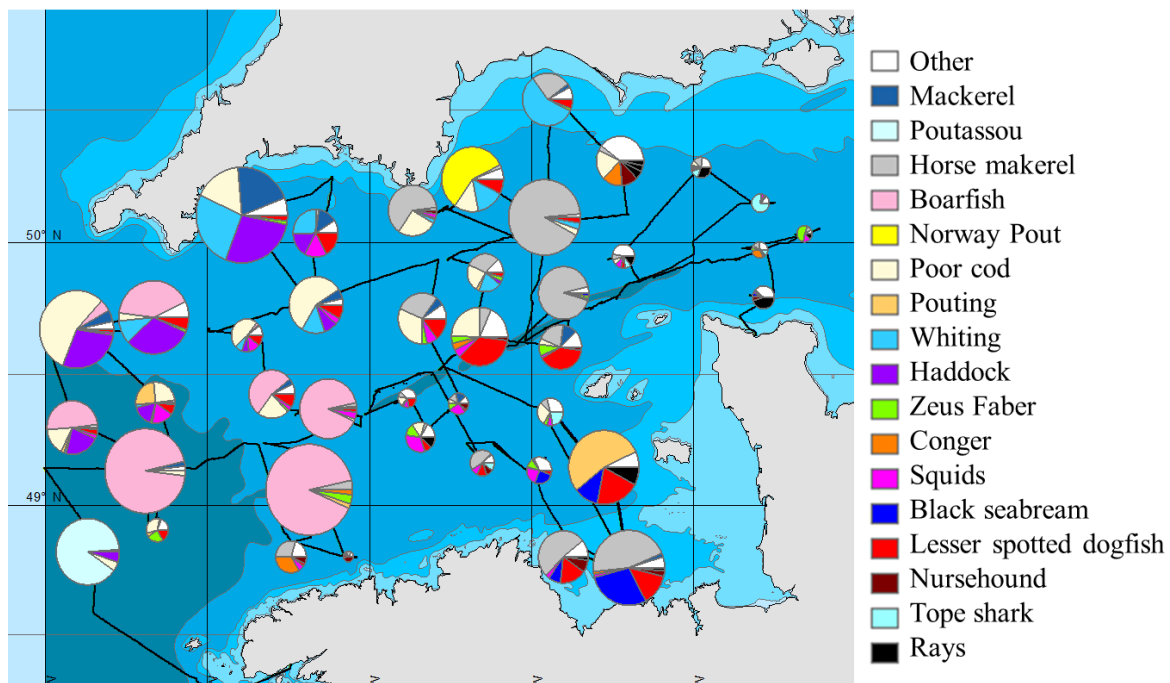 Other
Mackerel
Poutassou
Horse makerel
Boarfish
Norway Pout
Poor cod
50° N
Pouting
Whiting
Haddock
Zeus Faber
Conger
Squids
49° N
Black seabream
Lesser spotted dogfish
Nursehound
Tope shark
Rays